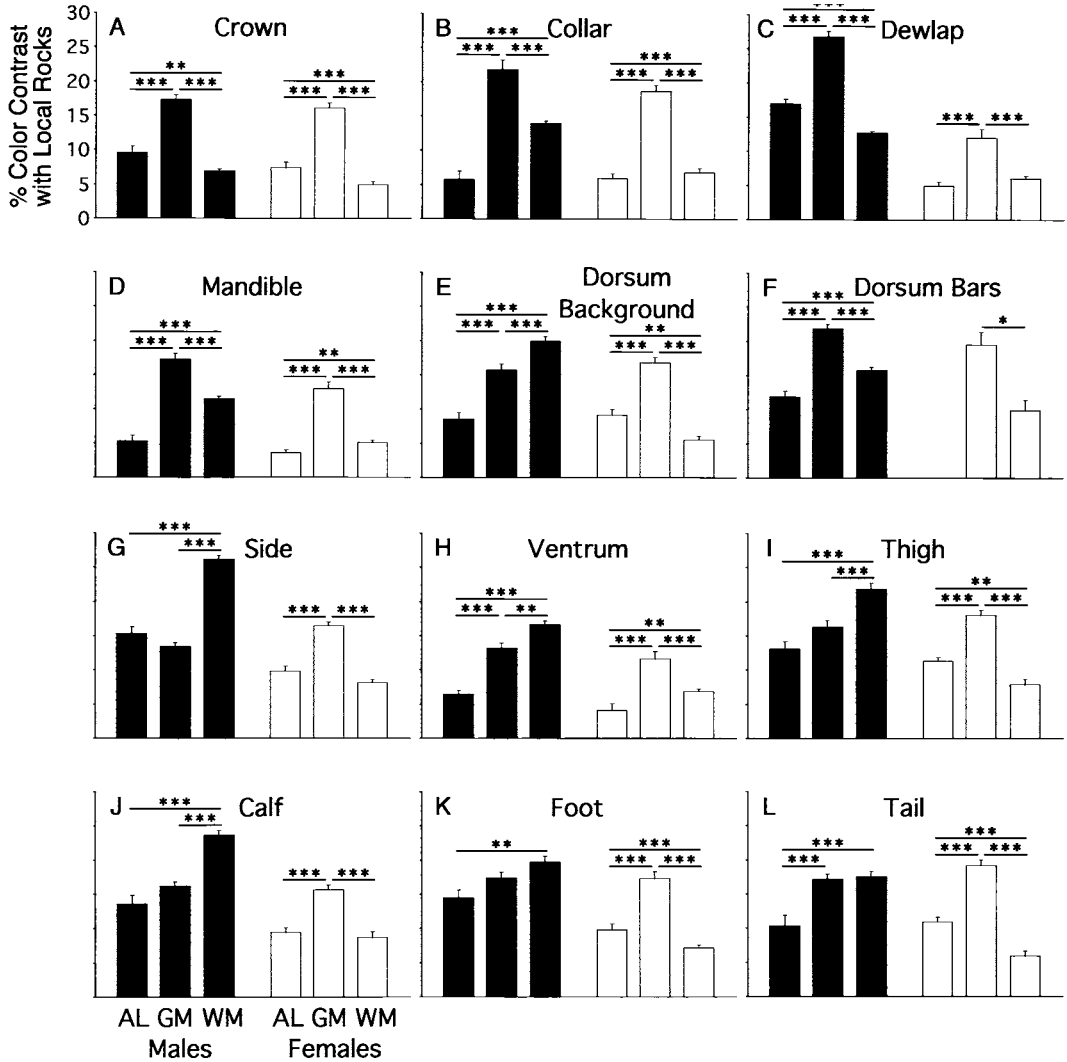 % Color Contrast
with Local Rocks
30
25
20
15
10
5
0
A Crown
** 
*** ***
***
*** ***
B Collar
***
*** ***
***
*** ***
C Dewlap
***
*** ***
*** ***
D Mandible
***
*** ***
**
*** ***
E Dorsum
Background
***
*** ***
**
*** ***
F Dorsum Bars
***
*** ***
*
G Side
***
***
*** ***
H Ventrum
***
*** **
**
*** ***
I Thigh
***
***
**
*** ***
J Calf
***
***
*** ***
K Foot
**
***
*** ***
L Tail
***
***
***
*** ***
AL GM WM AL GM WM
Males Females